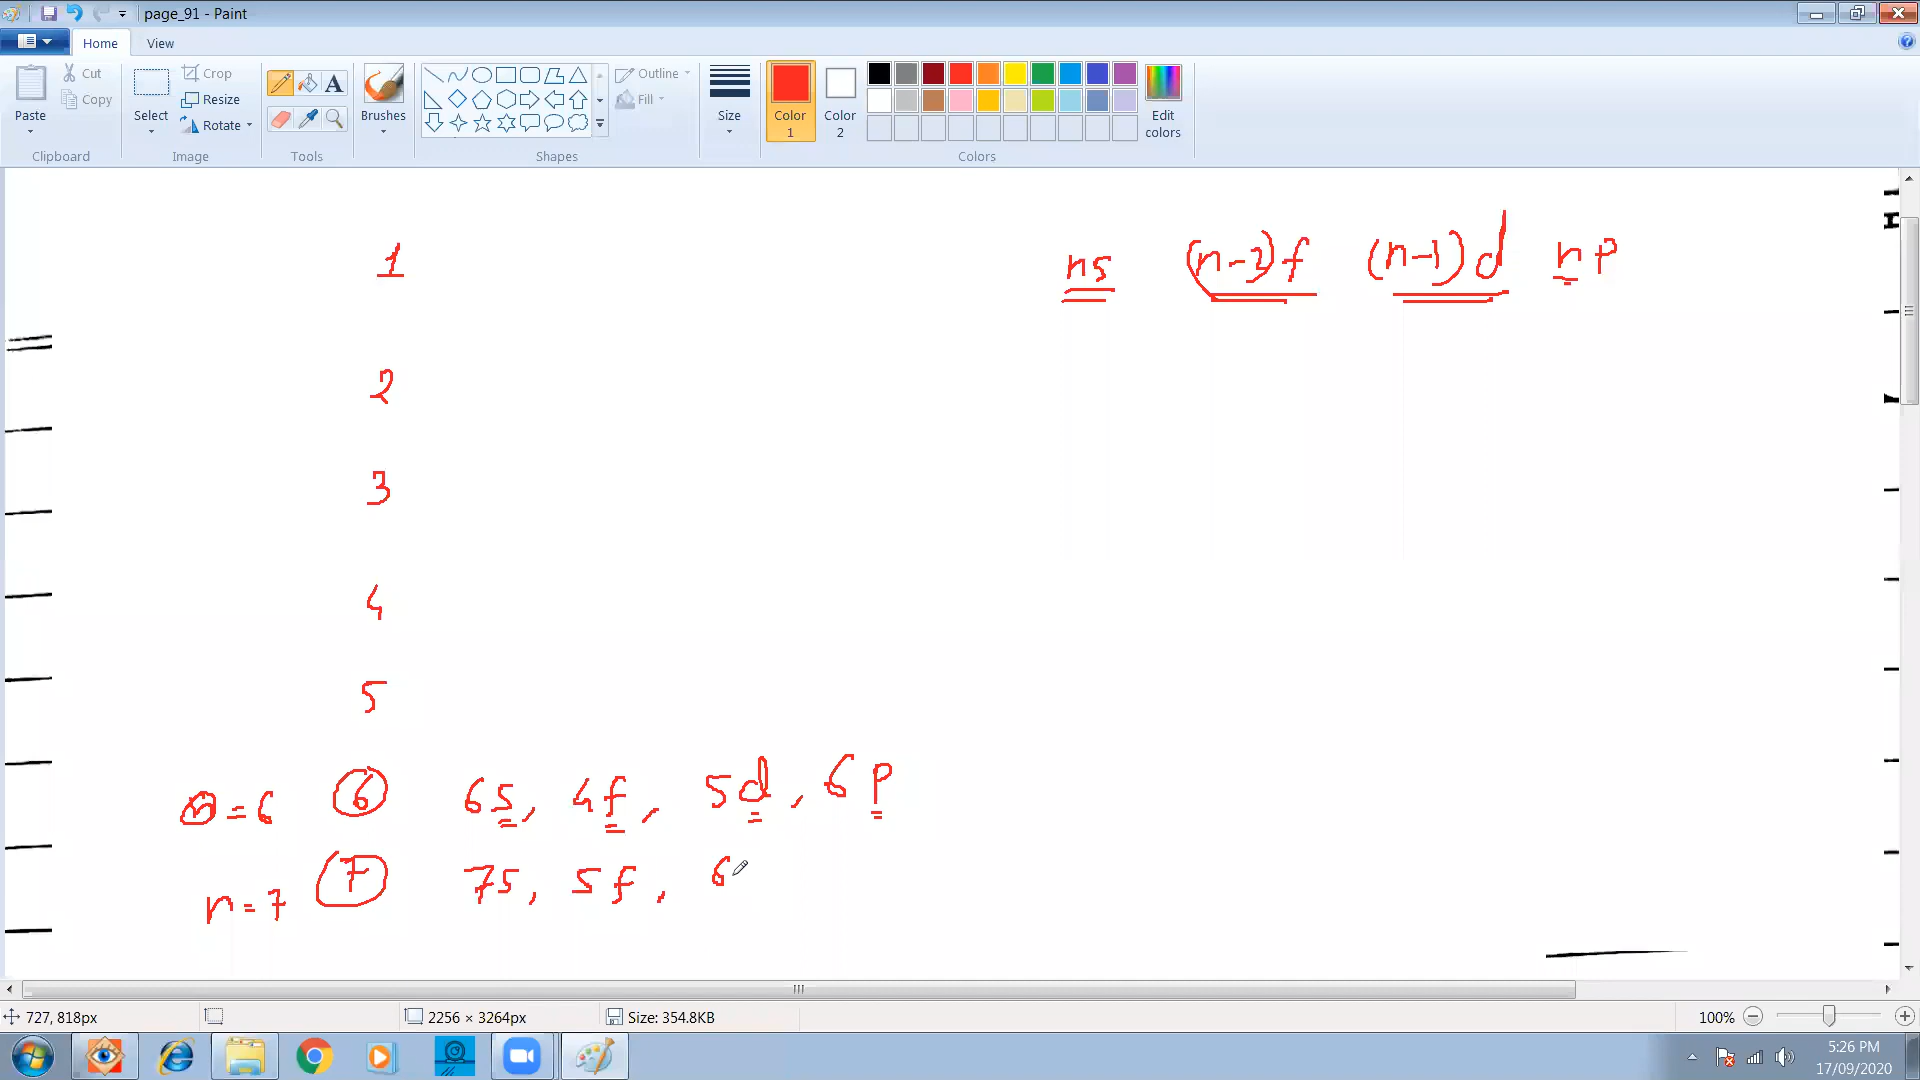 page_91 - Paint
Home View
Paste Cut Copy Select Crop Resize Rotate Brushes Outline Fill Size Color 1 Color 2 Edit colors
Clipboard Image Tools Shapes Colors
1
ns (n-2)f (n-1)d np
2
3
4
5
n=6 6 6s, 4f, 5d, 6p
n=7 7 7s, 5f, 6
727, 818px 2256 × 3264px Size: 354.8KB 100%
5:26 PM
17/09/2020